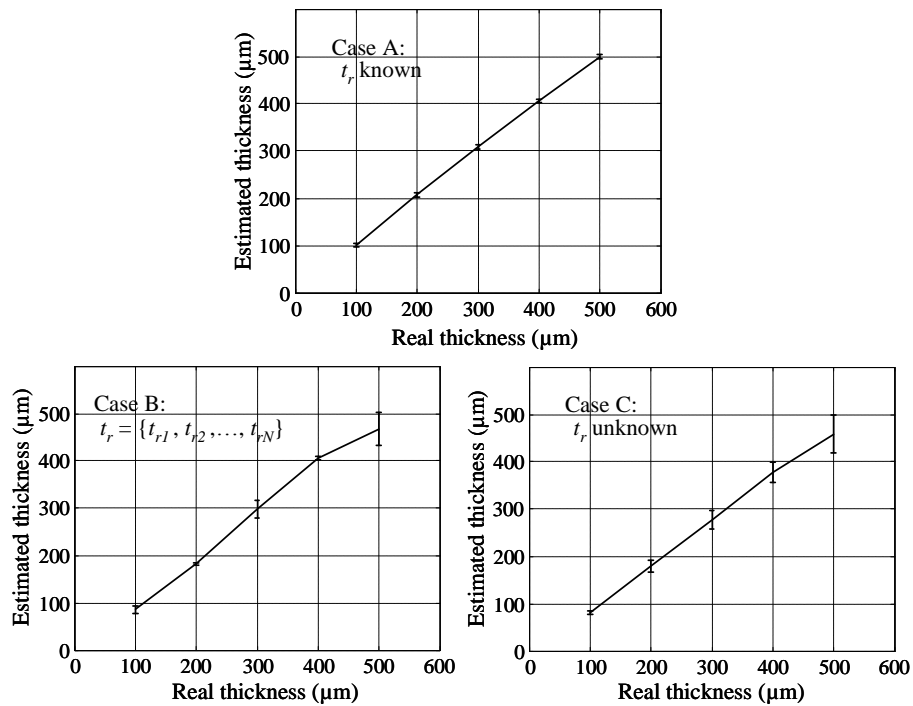 Case A:
t_r known
500
400
300
200
100
0
0 100 200 300 400 500 600
Estimated thickness (µm)
Real thickness (µm)
Case B:
t_r = {t_r1 , t_r2 ,…, t_rN}
500
400
300
200
100
0
0 100 200 300 400 500 600
Estimated thickness (µm)
Real thickness (µm)
Case C:
t_r unknown
500
400
300
200
100
0
0 100 200 300 400 500 600
Estimated thickness (µm)
Real thickness (µm)